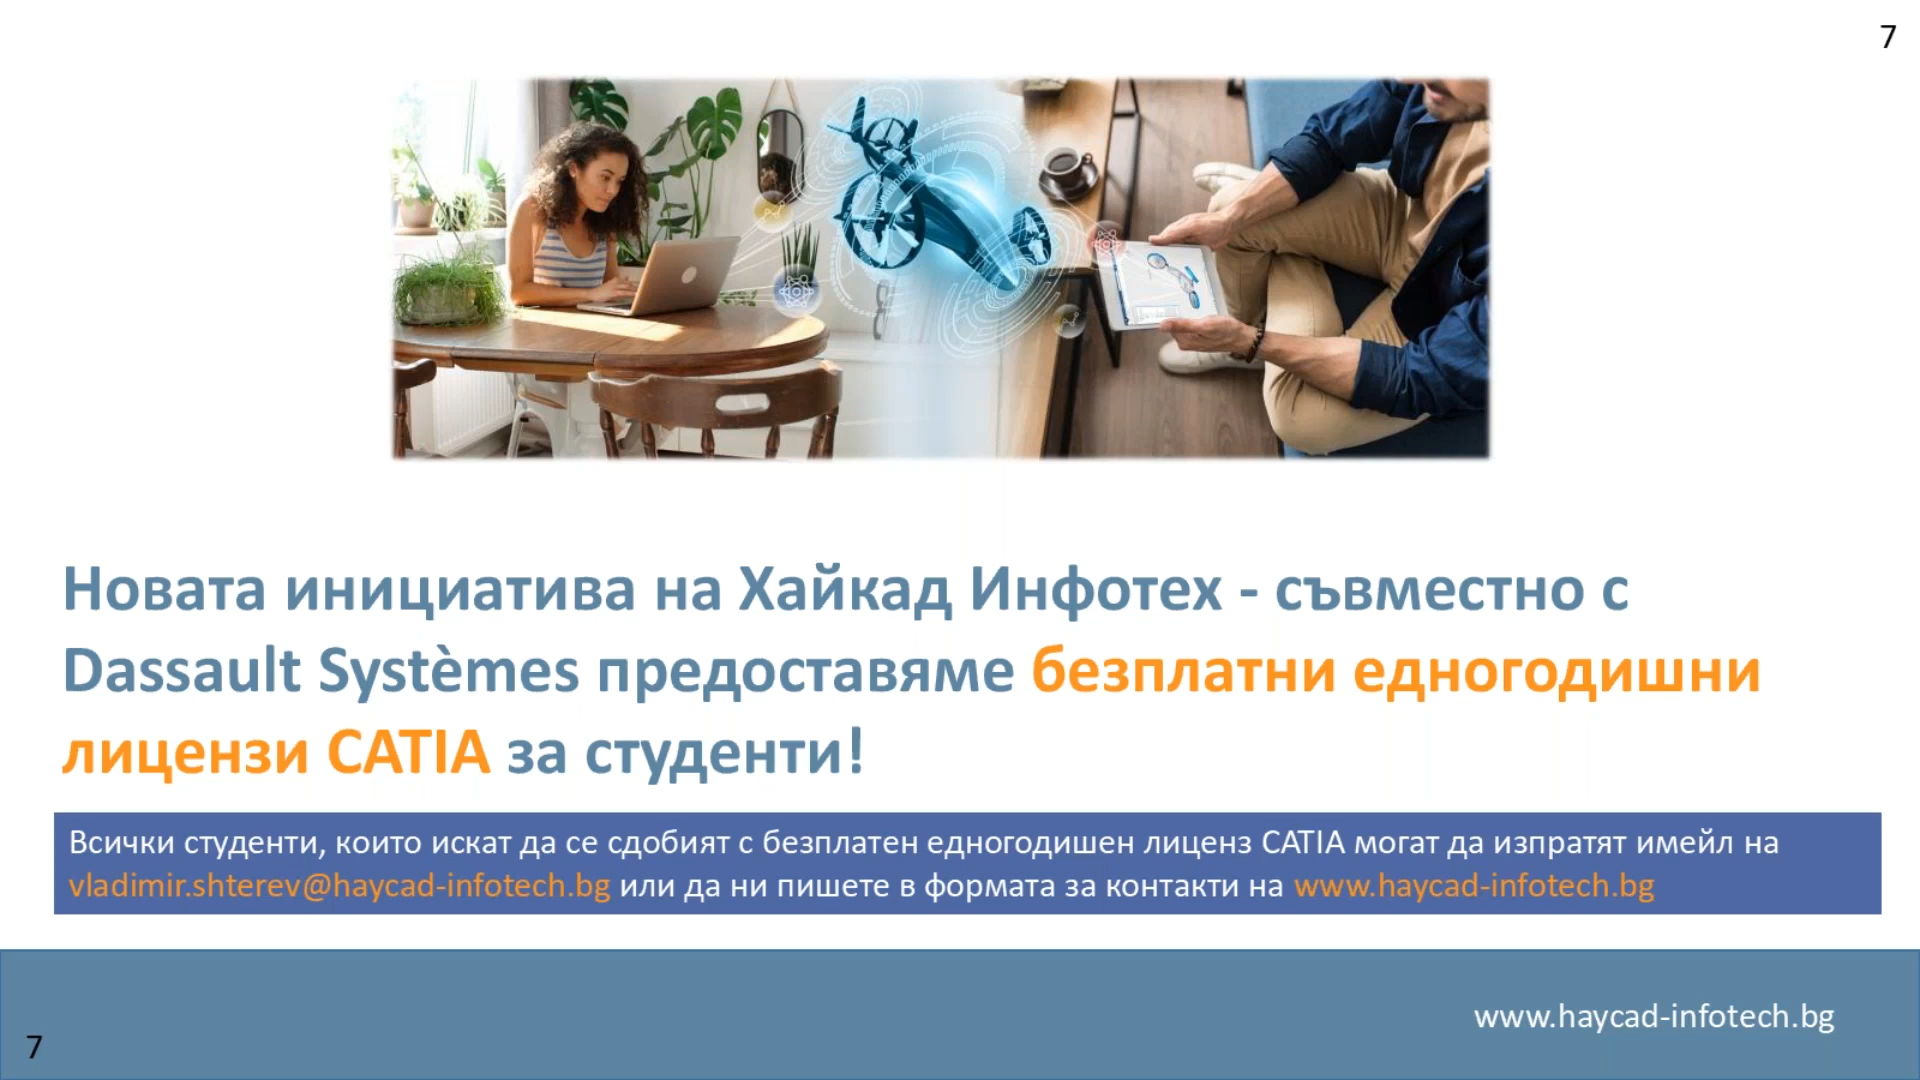 7
Новата инициатива на Хайкад Инфотех - съвместно с
Dassault Systèmes предоставяме безплатни едногодишни
лицензи CATIA за студенти!
Всички студенти, които искат да се сдобият с безплатен едногодишен лиценз CATIA могат да изпратят имейл на
vladimir.shterev@haycad-infotech.bg или да ни пишете в формата за контакти на www.haycad-infotech.bg
www.haycad-infotech.bg
7